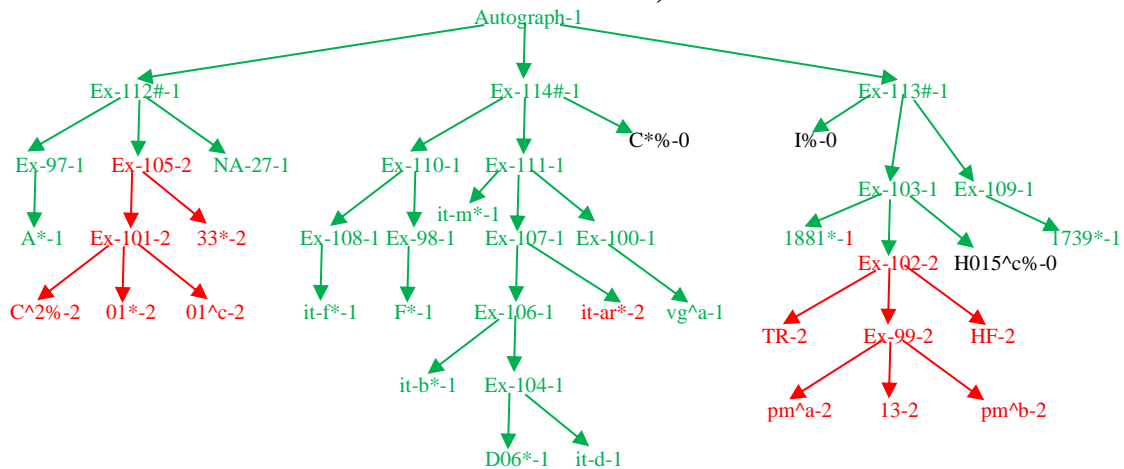 Autograph-1
Ex-112#-1 Ex-114#-1 Ex-113#-1
C*%-0 I%-0
Ex-97-1 Ex-105-2 NA-27-1 Ex-110-1 Ex-111-1
Ex-103-1 Ex-109-1
it-m*-1
A*-1 Ex-101-2 33*-2 Ex-108-1 Ex-98-1 Ex-107-1 Ex-100-1 1881*-1 1739*-1
Ex-102-2 H015^c%-0
C^2%-2 01*-2 01^c-2 it-f*-1 F*-1 Ex-106-1 it-ar*-2 vg^a-1
TR-2 Ex-99-2 HF-2
it-b*-1 Ex-104-1
pm^a-2 13-2 pm^b-2
D06*-1 it-d-1